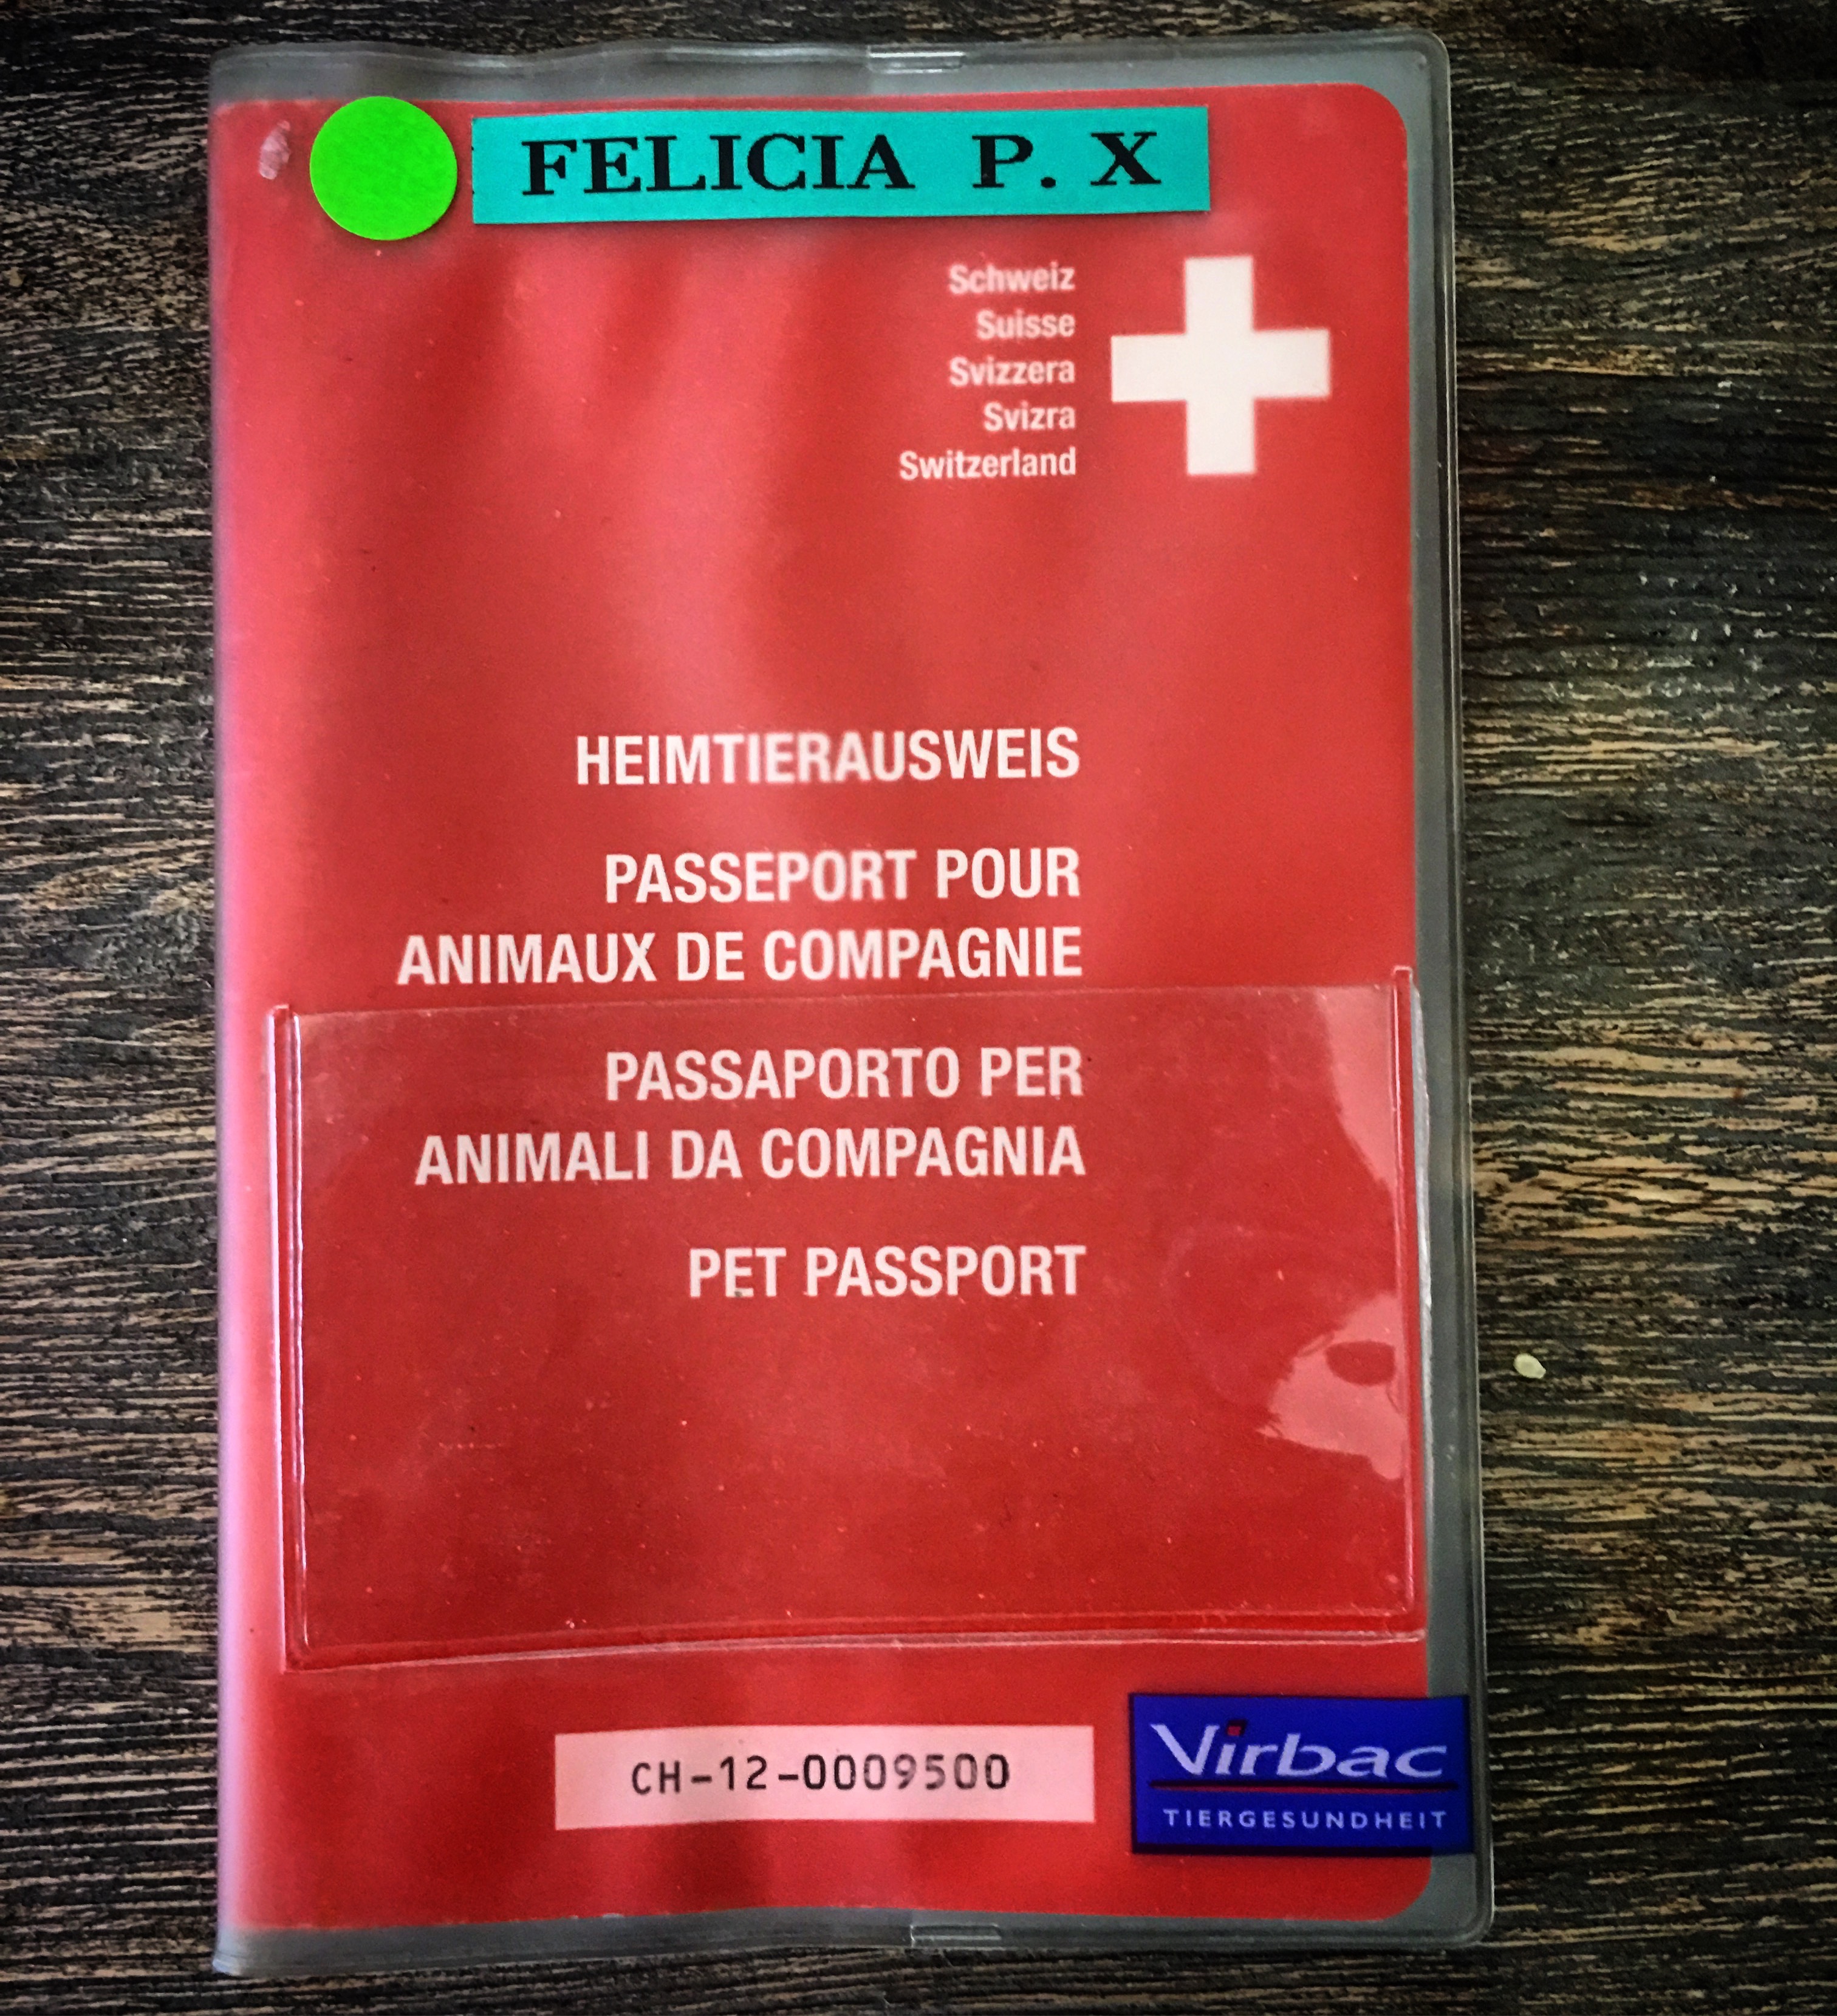 FELICIA P. X
Schweiz
Suisse
Svizzera
Svizra
Switzerland
HEIMTIERAUSWEIS
PASSEPORT POUR
ANIMAUX DE COMPAGNIE
PASSAPORTO PER
ANIMALI DA COMPAGNIA
PET PASSPORT
CH-12-0009500
Virbac
TIERGESUNDHEIT